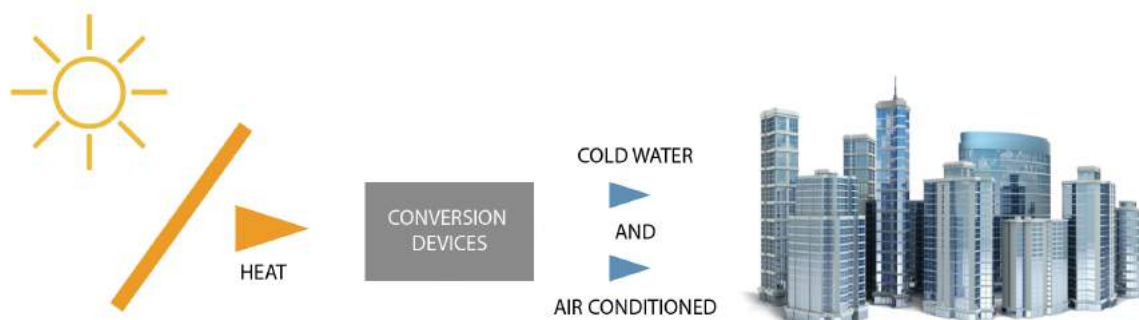 HEAT
CONVERSION
DEVICES
COLD WATER
AND
AIR CONDITIONED